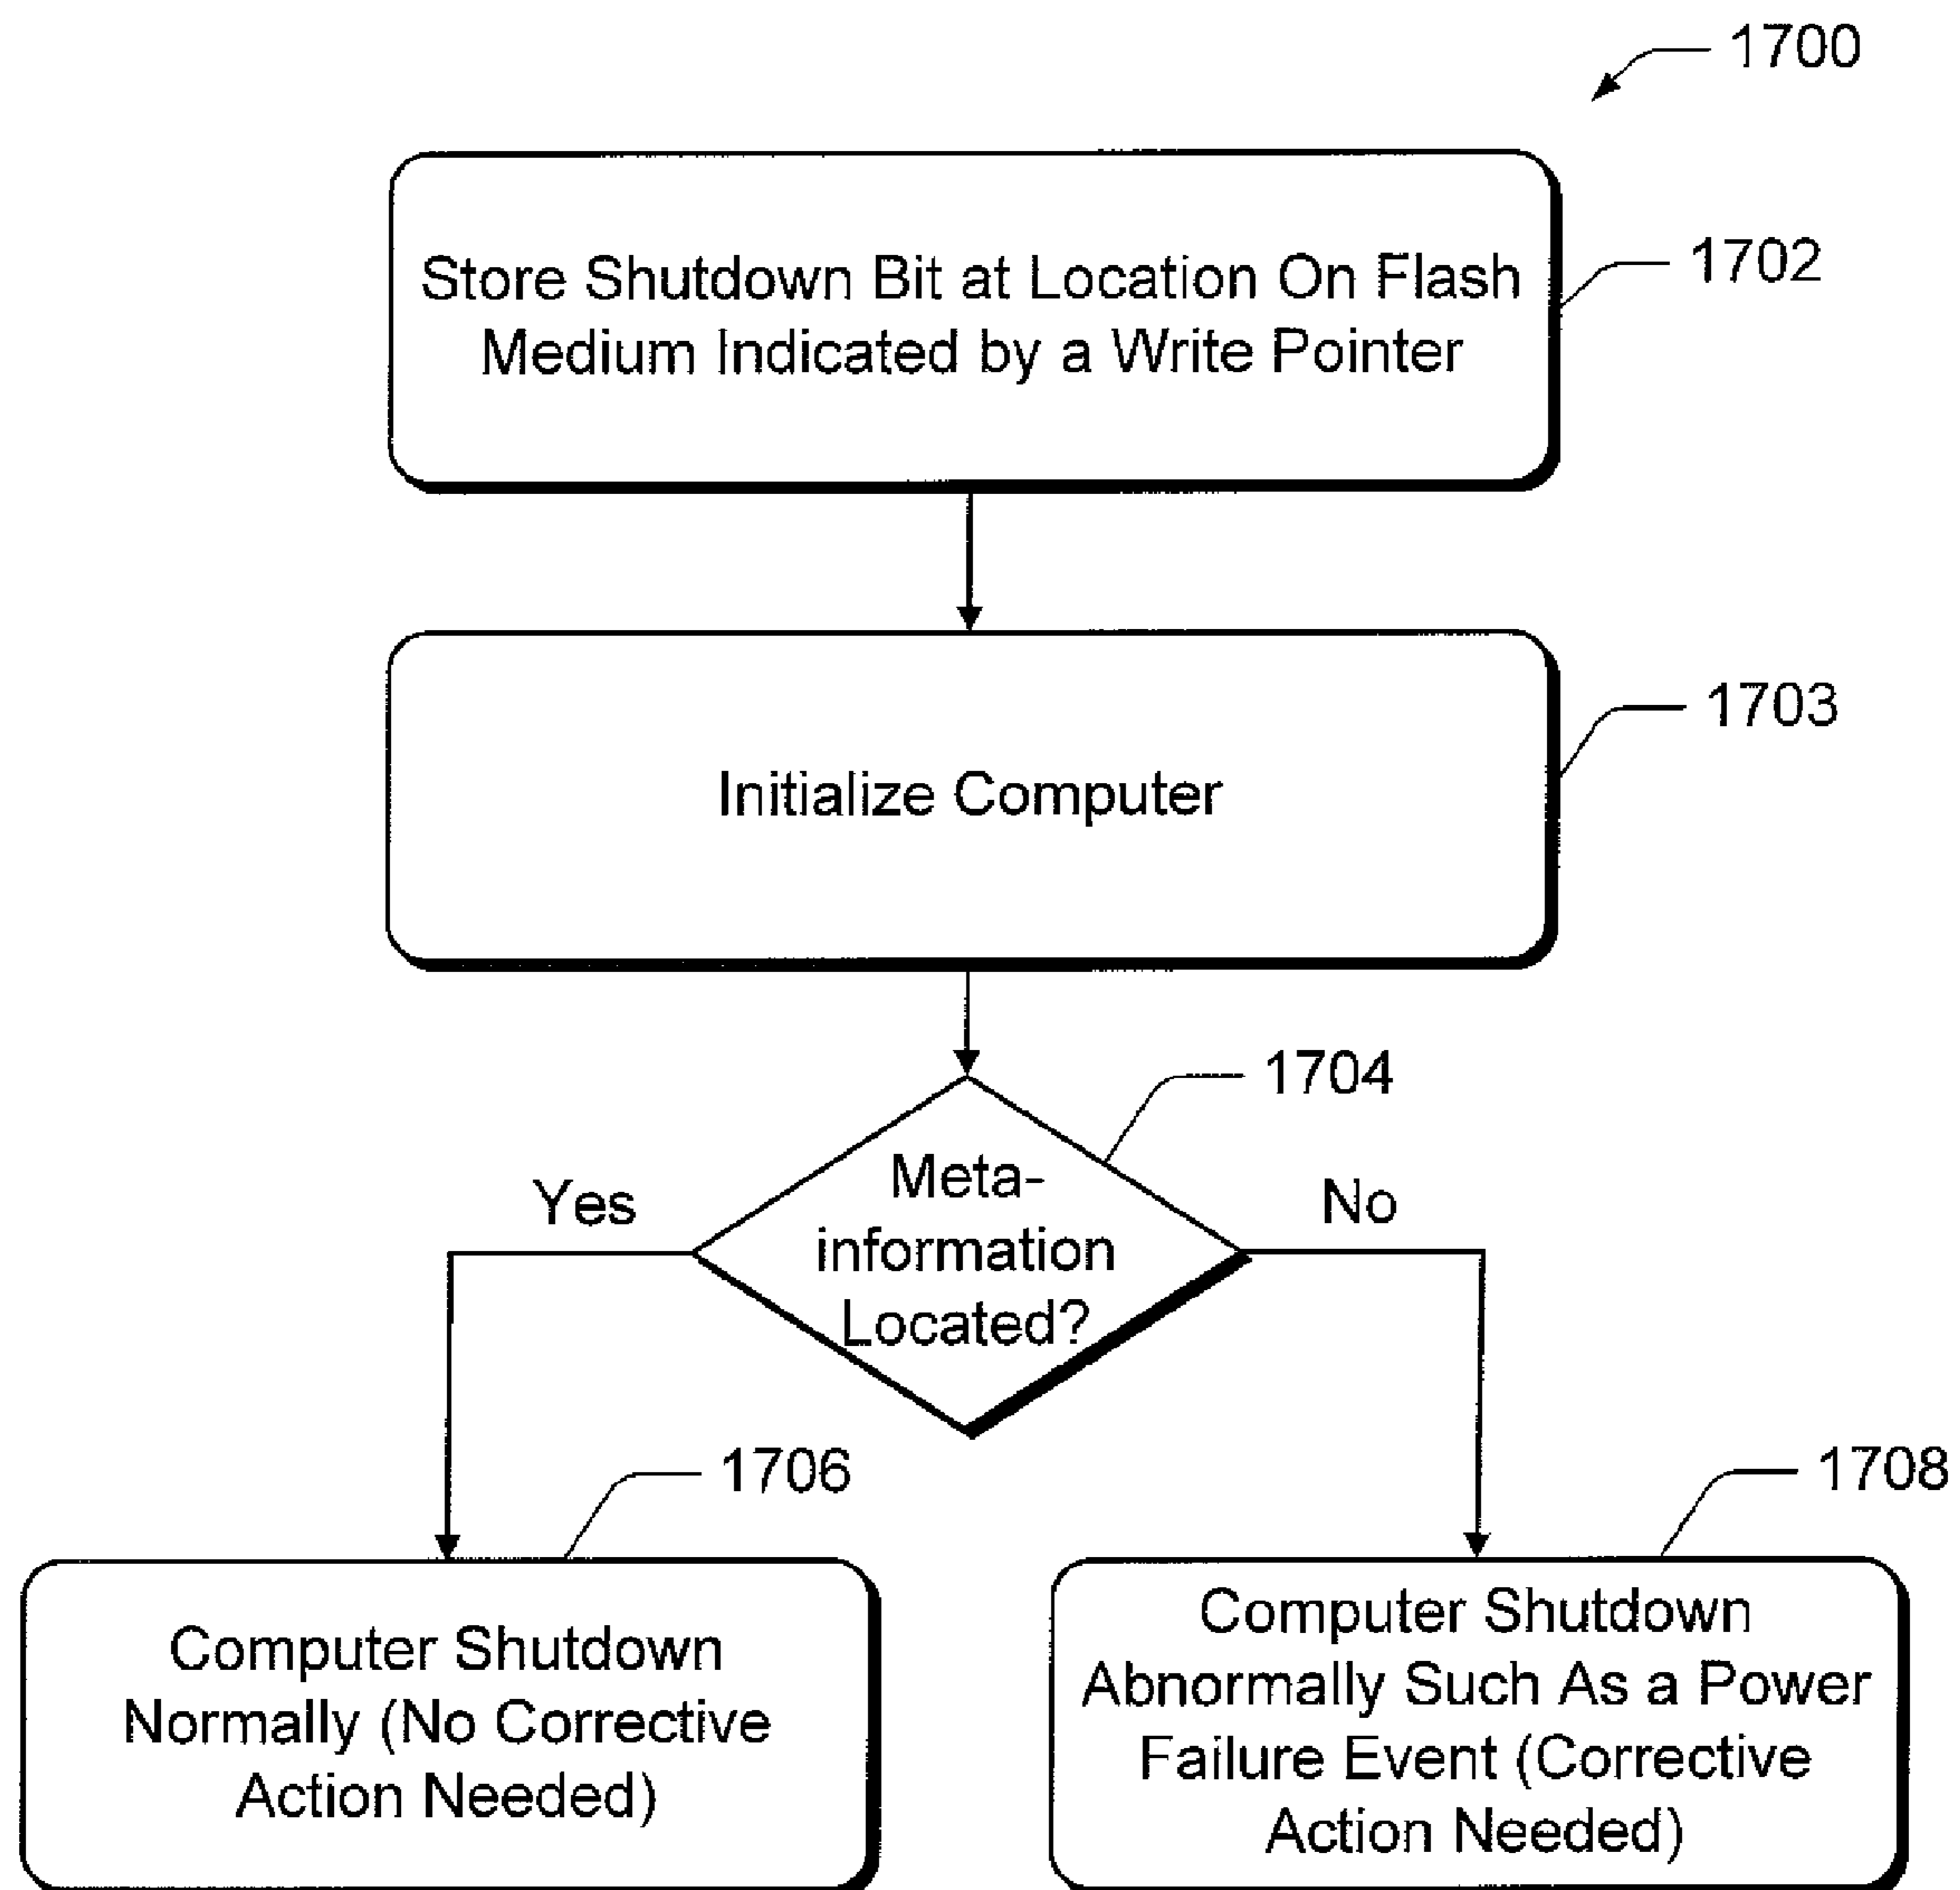 1700
Store Shutdown Bit at Location On Flash
Medium Indicated by a Write Pointer
1702
Initialize Computer
1703
1704
Meta-
information
Located?
Yes
No
1706
Computer Shutdown
Normally (No Corrective
Action Needed)
1708
Computer Shutdown
Abnormally Such As a Power
Failure Event (Corrective
Action Needed)